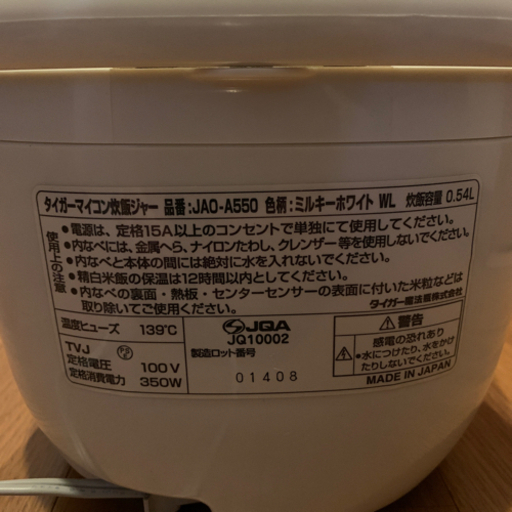 タイガーマイコン炊飯ジャー 品番:JAO-A550 色柄:ミルキーホワイト WL 炊飯容量 0.54L
使用上の注意
●電源は、定格15A以上のコンセントで単独にて使用してください。
●内なべには、金属へら、ナイロンたわし、クレンザー等を使用しないでください。
●内なべと本体の間には絶対に水を入れないでください。
●精白米飯の保温は12時間以内としてください。
●内なべの裏面・熱板・センターセンサーの表面に付いた米粒などは
取り除いてご使用ください。
タイガー魔法瓶株式会社
温度ヒューズ 139℃
TVJ
定格電圧 100V
定格消費電力 350W
JQA
JQ10002
製造ロット番号
01408
警告
感電の恐れあり
●水につけたり、水をかけ
たりしないでください。
MADE IN JAPAN